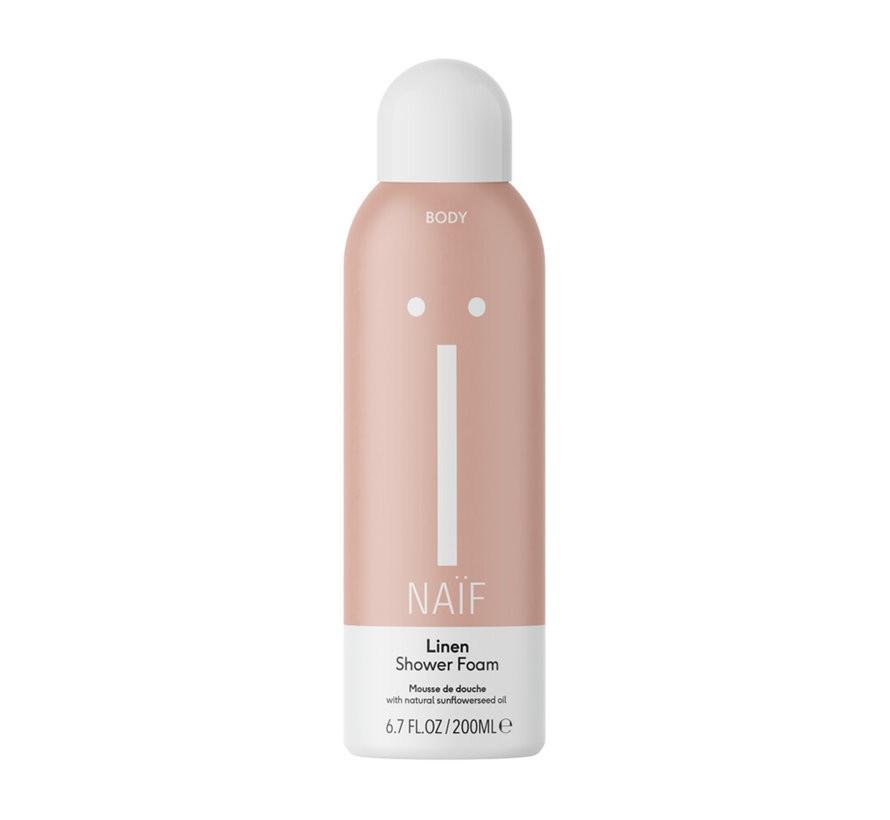 BODY
NAÏF
Linen
Shower Foam
Mousse de douche
with natural sunflowerseed oil
6.7 FL.OZ/200ML℮